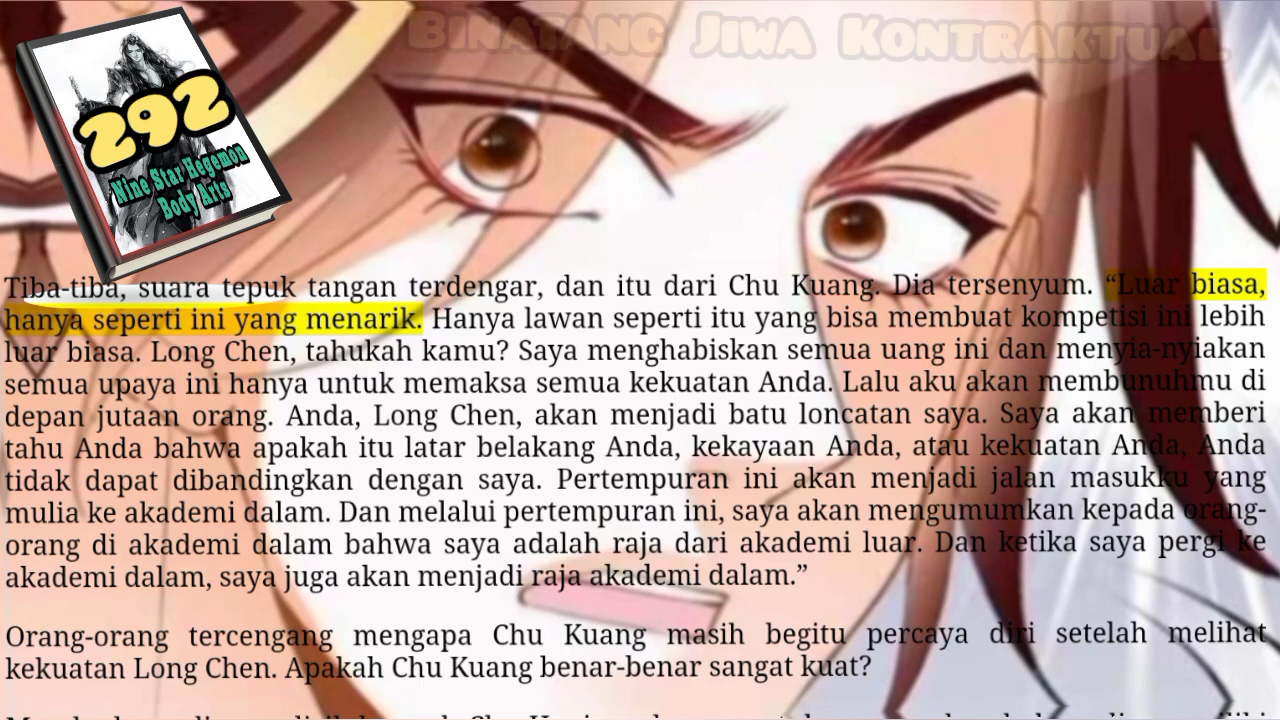 Binatang Jiwa Kontraktual
292
Nine Star Hegemon
Body Arts
Tiba-tiba, suara tepuk tangan terdengar, dan itu dari Chu Kuang. Dia tersenyum. “Luar biasa,
hanya seperti ini yang menarik. Hanya lawan seperti itu yang bisa membuat kompetisi ini lebih
luar biasa. Long Chen, tahukah kamu? Saya menghabiskan semua uang ini dan menyia-nyiakan
semua upaya ini hanya untuk memaksa semua kekuatan Anda. Lalu aku akan membunuhmu di
depan jutaan orang. Anda, Long Chen, akan menjadi batu loncatan saya. Saya akan memberi
tahu Anda bahwa apakah itu latar belakang Anda, kekayaan Anda, atau kekuatan Anda, Anda
tidak dapat dibandingkan dengan saya. Pertempuran ini akan menjadi jalan masukku yang
mulia ke akademi dalam. Dan melalui pertempuran ini, saya akan mengumumkan kepada orang-
orang di akademi dalam bahwa saya adalah raja dari akademi luar. Dan ketika saya pergi ke
akademi dalam, saya juga akan menjadi raja akademi dalam.”
Orang-orang tercengang mengapa Chu Kuang masih begitu percaya diri setelah melihat
kekuatan Long Chen. Apakah Chu Kuang benar-benar sangat kuat?